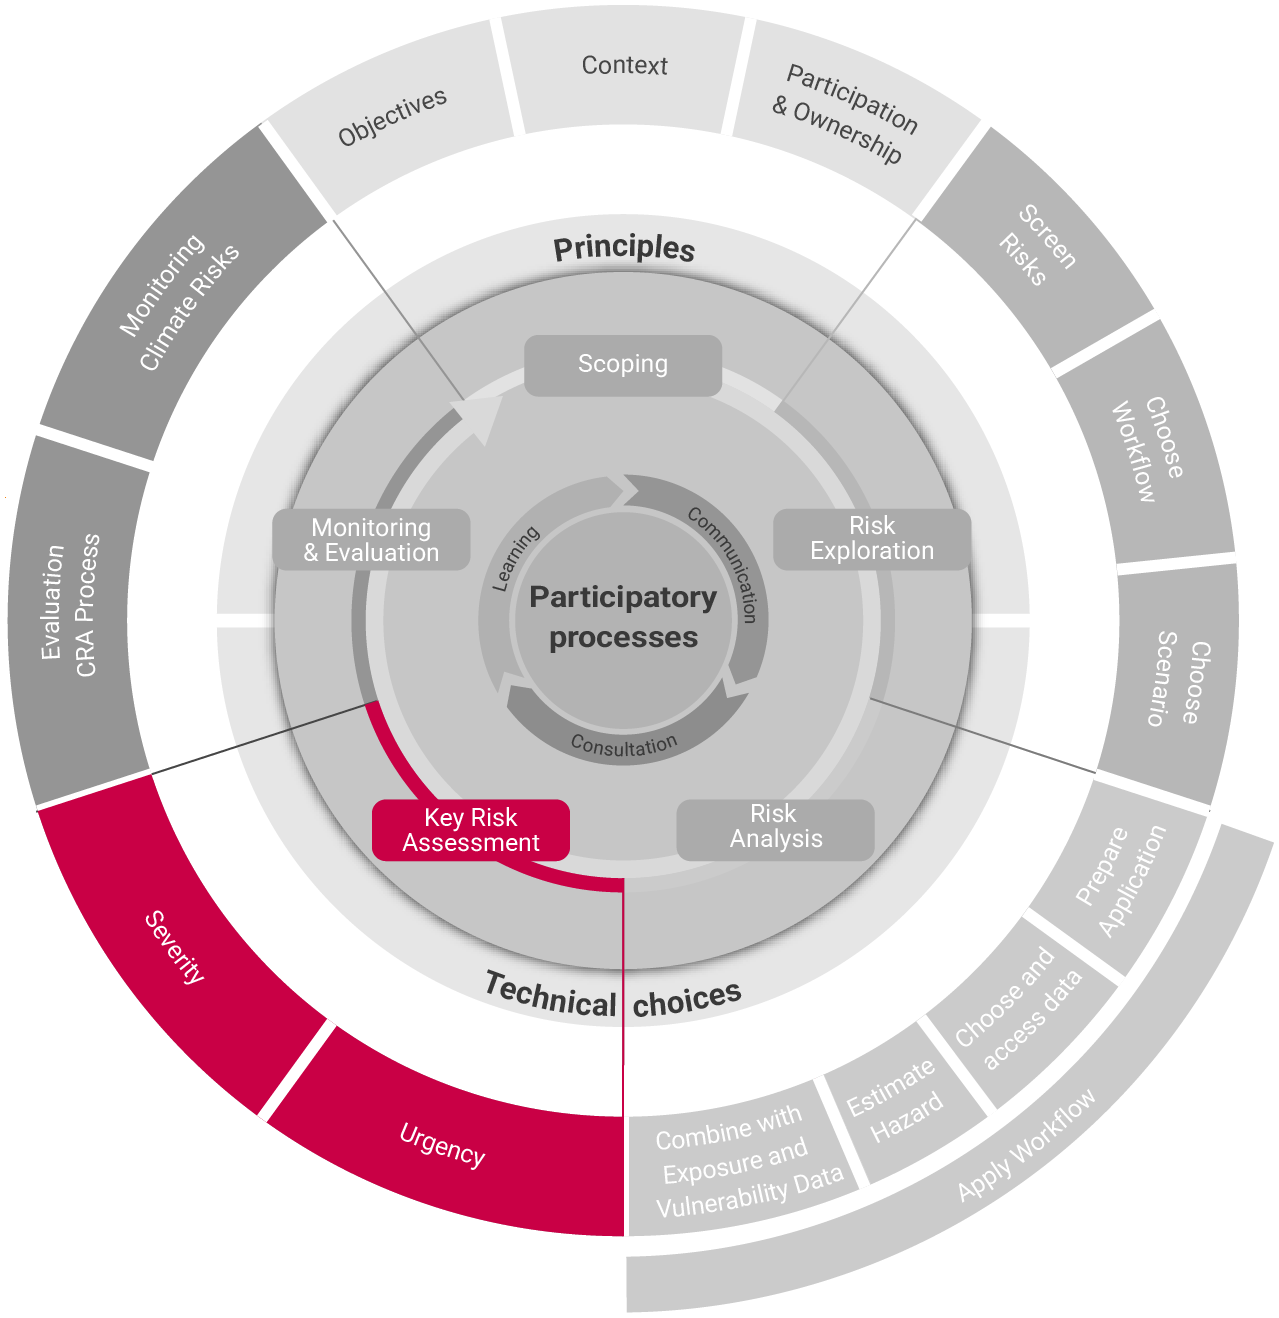 Context
Participation
& Ownership
Screen
Risks
Choose
Workflow
Choose
Scenario
Prepare
Application
Choose and
access data
Estimate
Hazard
Combine with
Exposure and
Vulnerability Data
Apply Workflow
Urgency
Severity
Evaluation
CRA Process
Monitoring
Climate Risks
Objectives
Principles
Technical choices
Scoping
Risk
Exploration
Risk
Analysis
Key Risk
Assessment
Monitoring
& Evaluation
Communication
Consultation
Learning
Participatory
processes